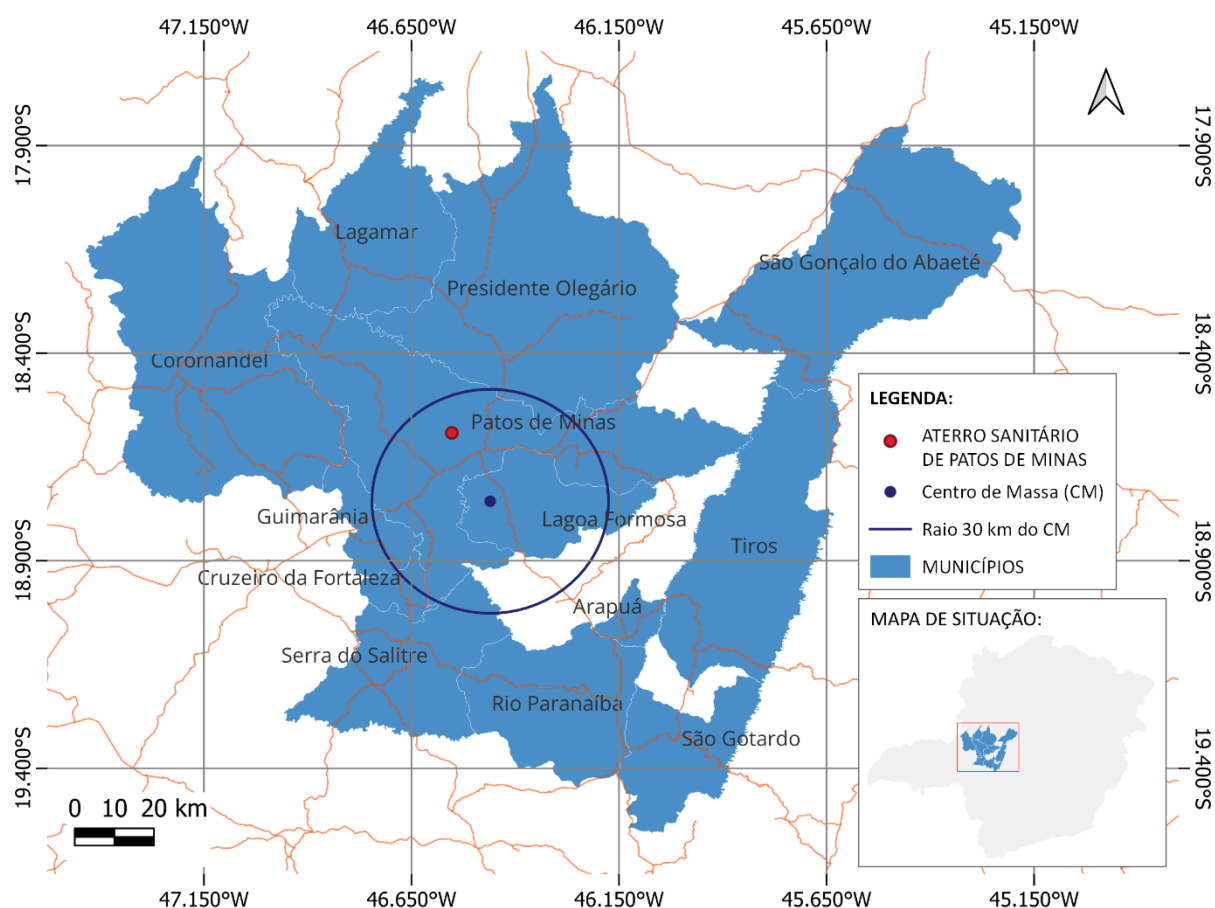 47.150°W 46.650°W 46.150°W 45.650°W 45.150°W
17.900°S 17.900°S
Lagamar
São Gonçalo do Abaeté
Presidente Olegário
18.400°S 18.400°S
Corornandel
LEGENDA:
Patos de Minas
ATERRO SANITÁRIO
DE PATOS DE MINAS
Centro de Massa (CM)
Guimarânia
Lagoa Formosa
Raio 30 km do CM
Tiros
18.900°S 18.900°S
MUNICÍPIOS
Cruzeiro da Fortaleza
Arapuá
MAPA DE SITUAÇÃO:
Serra do Salitre
Rio Paranaíba
São Gotardo
19.400°S 19.400°S
0 10 20 km
47.150°W 46.650°W 46.150°W 45.650°W 45.150°W